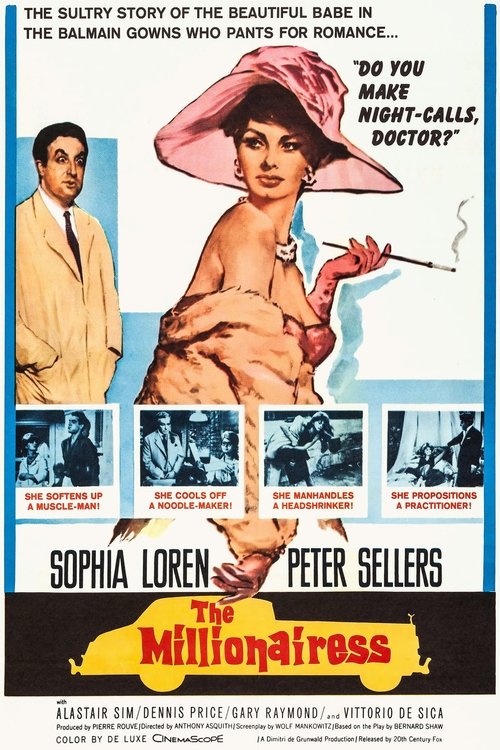 THE SULTRY STORY OF THE BEAUTIFUL BABE IN
THE BALMAIN GOWNS WHO PANTS FOR ROMANCE...
"DO YOU
MAKE
NIGHT-CALLS,
DOCTOR?"
SHE SOFTENS UP
A MUSCLE-MAN!
SHE COOLS OFF
A NOODLE-MAKER!
SHE MANHANDLES
A HEADSHRINKER!
SHE PROPOSITIONS
A PRACTITIONER!
SOPHIA LOREN PETER SELLERS
The
Millionairess
with
ALASTAIR SIM/DENNIS PRICE/GARY RAYMOND/and VITTORIO DE SICA
Produced by PIERRE ROUVE/Directed by ANTHONY ASQUITH/Screenplay by WOLF MANKOWITZ/Based on the Play by BERNARD SHAW
COLOR BY DE LUXE CINEMASCOPE /A Dimitri de Grunwald Production/Released by 20th Century Fox